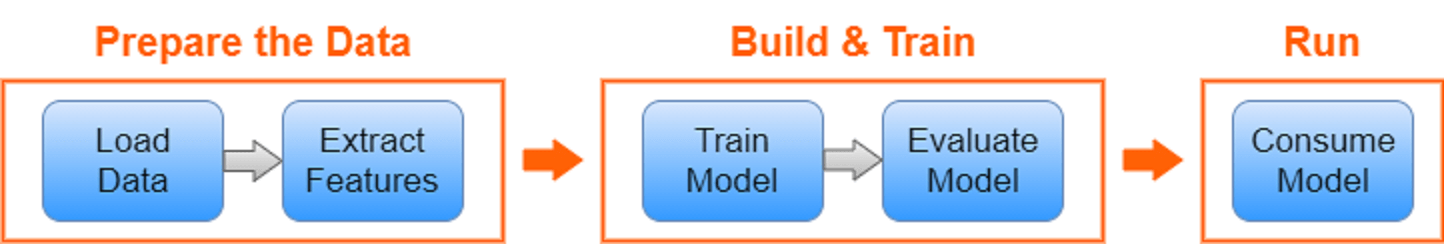 Prepare the Data
Load
Data
Extract
Features
Build & Train
Train
Model
Evaluate
Model
Run
Consume
Model